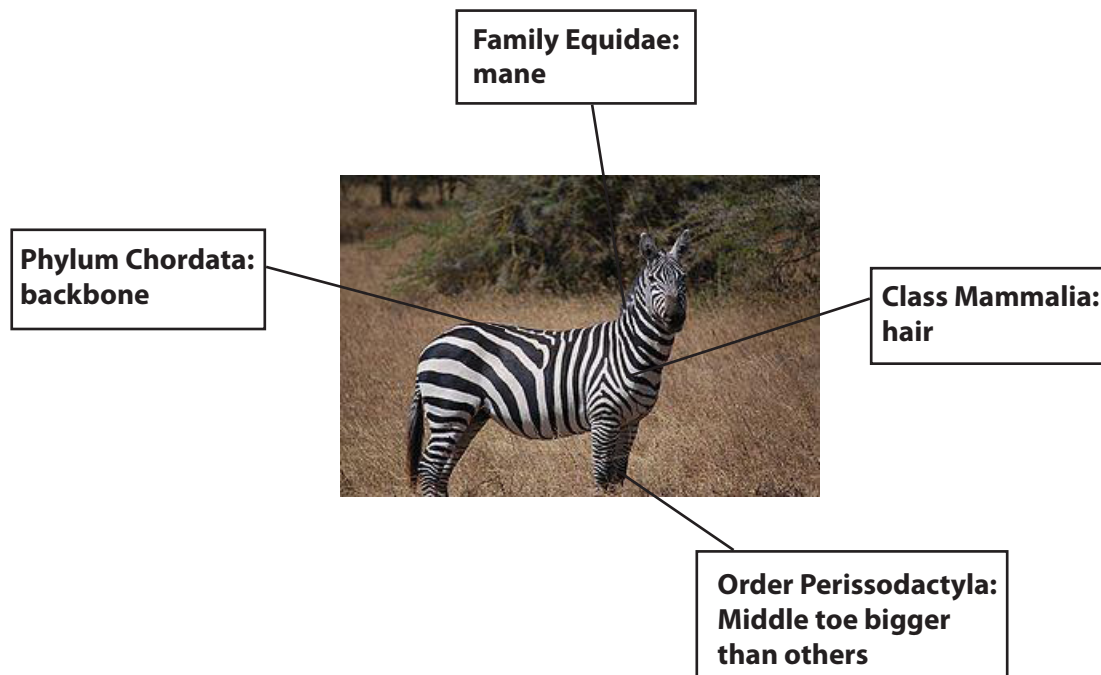 Family Equidae:
mane
Phylum Chordata:
backbone
Class Mammalia:
hair
Order Perissodactyla:
Middle toe bigger
than others